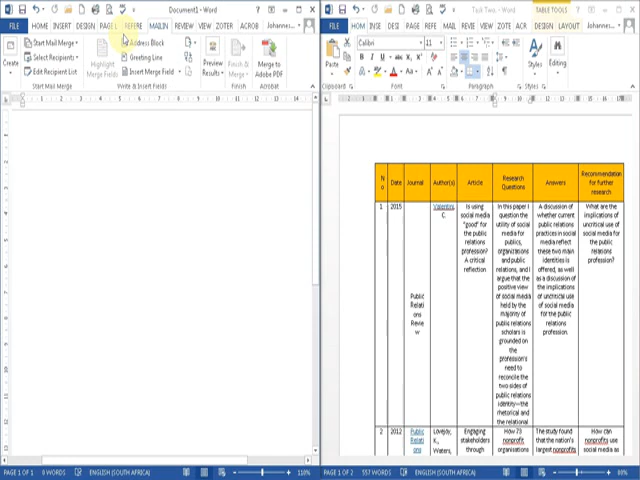 Document1 - Word
FILE HOME INSERT DESIGN PAGE L REFERE MAILIN REVIEW VIEW ZOTER ACROB Johannes...
Create
Start Mail Merge
Select Recipients
Edit Recipient List
Start Mail Merge
Highlight Merge Fields
Address Block
Greeting Line
Insert Merge Field
Write & Insert Fields
Preview Results
Finish & Merge
Finish
Merge to Adobe PDF
Acrobat
PAGE 1 OF 1 0 WORDS ENGLISH (SOUTH AFRICA) 110%
Task Two. - Word
TABLE TOOLS
FILE HOM INSE DESI PAGE REFE MAIL REVI VIEW ZOTE ACR DESIGN LAYOUT Johannes...
Paste
Clipboard
Calibri 11
Font
Paragraph
Styles
Styles
Editing
No
Date
Journal
Author(s)
Article
Research Questions
Answers
Recommendation for further research
1
2015
Public Relati ons Revie w
Valentini, C.
Is using social media "good" for the public relations profession? A critical reflection
In this paper I question the utility of social media for publics, organizations and public relations, and I argue that the positive view of social media held by the majority of public relations scholars is grounded on the profession's need to reconcile the two sides of public relations identity—the rhetorical and the relational
A discussion of whether current public relations practices in social media reflect these two main identities is offered, as well as a discussion of the implications of uncritical use of social media for the public relations profession.
What are the implications of uncritical use of social media for the public relations profession?
2
2012
Public Relati ons
Lovejoy, K., Waters,
Engaging stakeholders through
How 73 nonprofit organisations
The study found that the nation's largest nonprofits
How can nonprofits use social media as
PAGE 1 OF 2 557 WORDS ENGLISH (SOUTH AFRICA) 80%